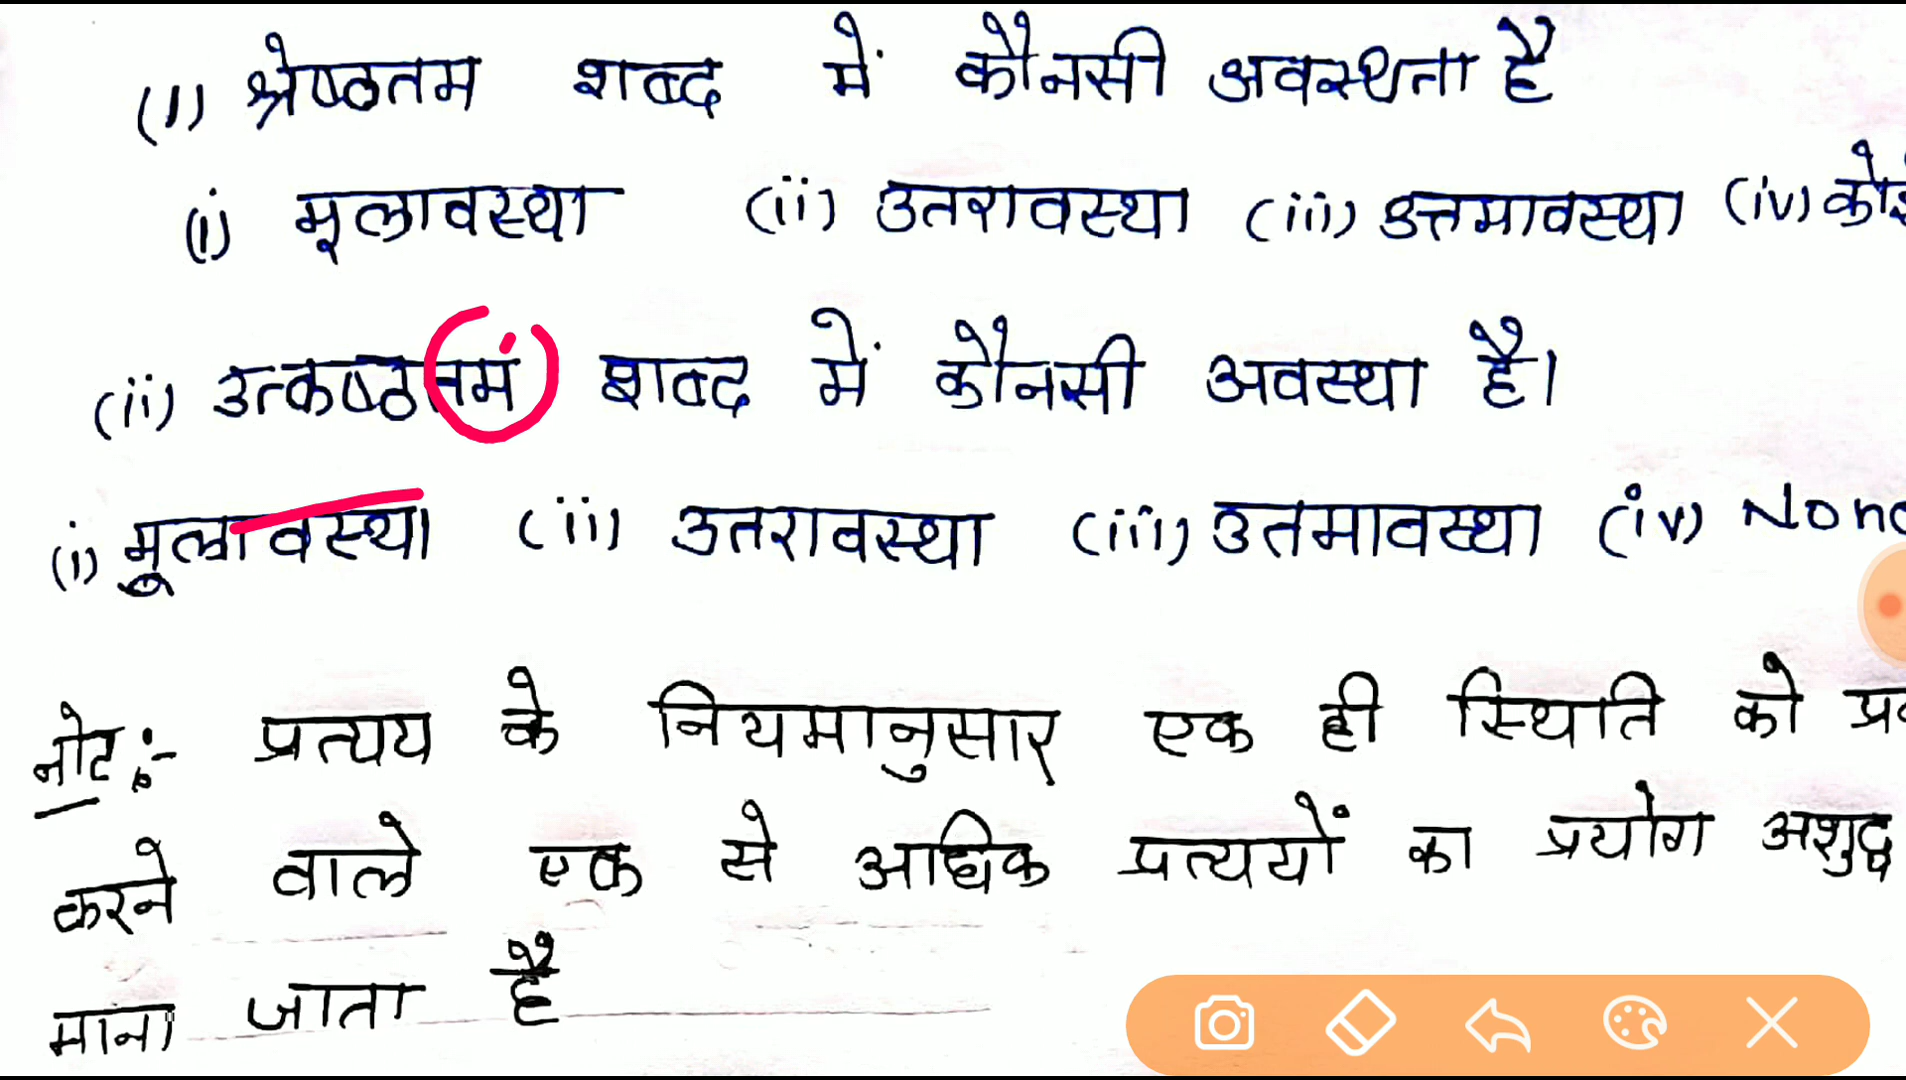 (1) श्रेष्ठतम शब्द में कौनसी अवस्थता है
(i) मूलावस्था (ii) उतरावस्था (iii) उत्तमावस्था (iv)
(ii) उत्कष्ठतमं शब्द में कौनसी अवस्था है।
(i) मूलावस्था (ii) उतरावस्था (iii) उतमावस्था (iv)
नोट :- प्रत्यय के नियमानुसार एक ही स्थिति को
करने वाले एक से अधिक प्रत्ययों का प्रयोग अशुद्ध
माना जाता है